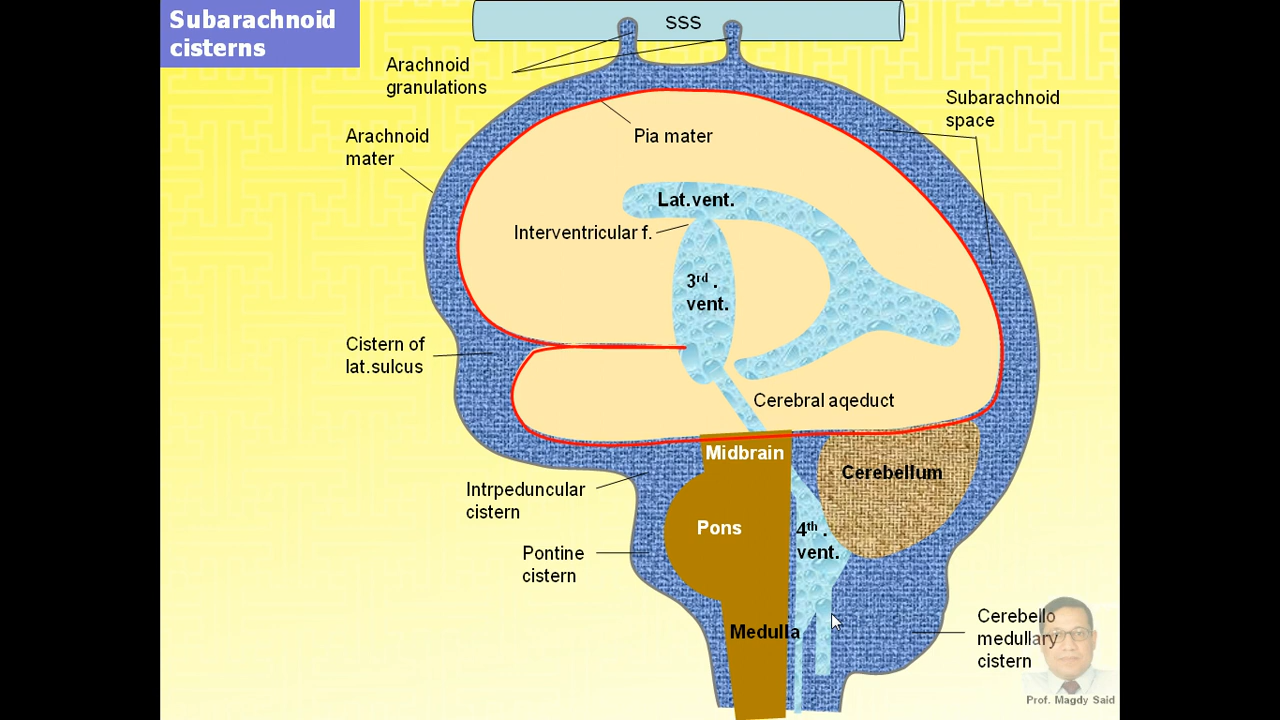 Subarachnoid
cisterns
SSS
Arachnoid
granulations
Subarachnoid
space
Arachnoid
mater
Pia mater
Lat.vent.
Interventricular f.
3rd .
vent.
Cistern of
lat.sulcus
Cerebral aqeduct
Midbrain
Cerebellum
Intrpeduncular
cistern
Pons
4th .
vent.
Pontine
cistern
Medulla
Cerebello
medullary
cistern
Prof. Magdy Said